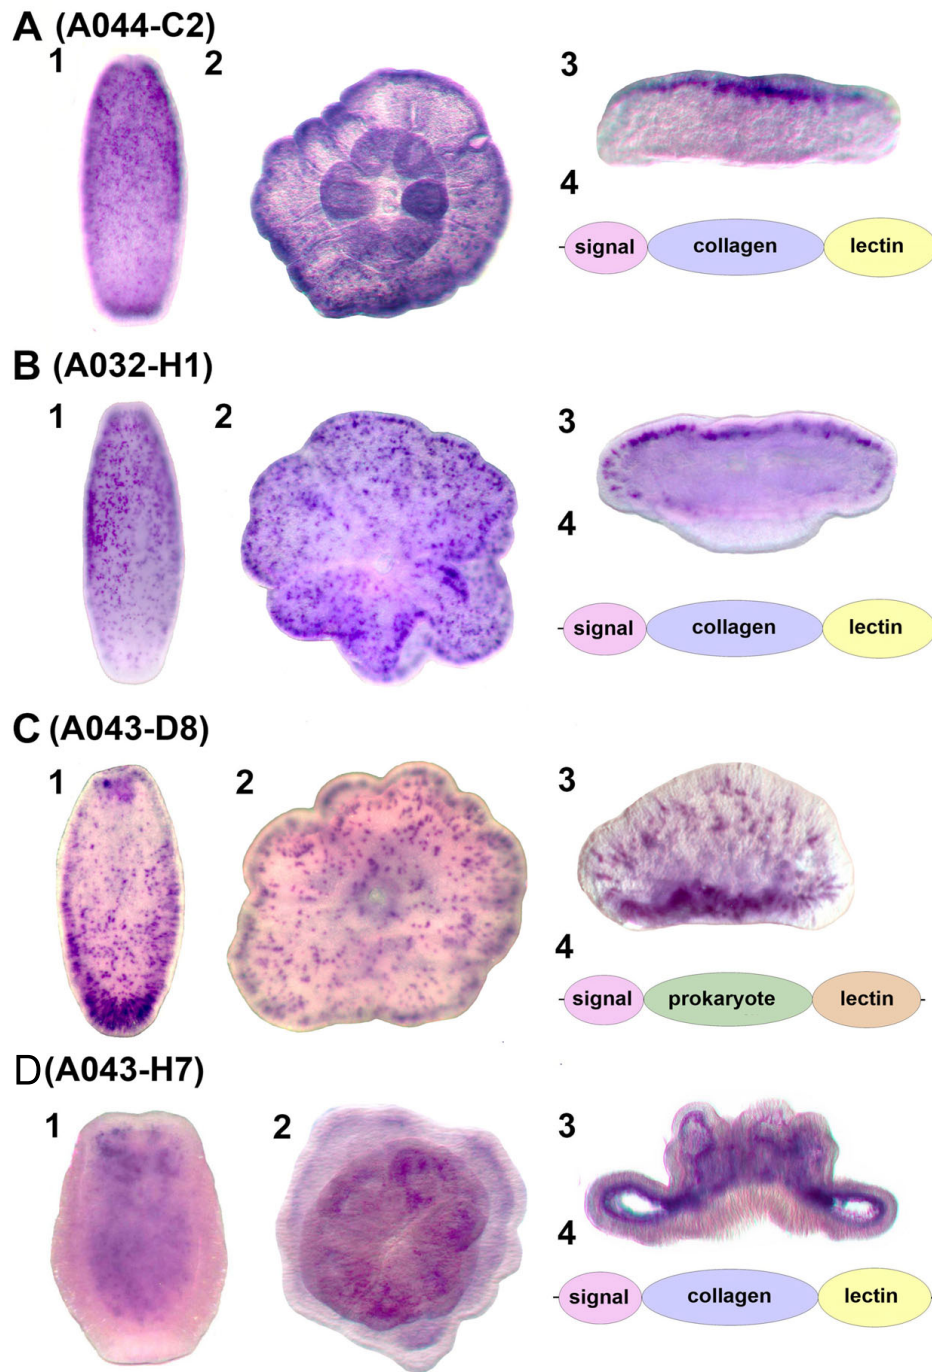 A (A044-C2)
1 2 3
4
signal collagen lectin
B (A032-H1)
1 2 3
4
signal collagen lectin
C (A043-D8)
1 2 3
4
signal prokaryote lectin
D (A043-H7)
1 2 3
4
signal collagen lectin